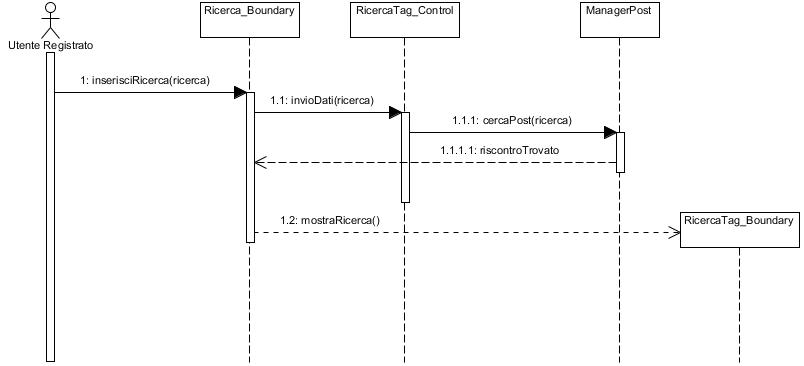 Ricerca_Boundary
RicercaTag_Control
ManagerPost
Utente Registrato
1: inserisciRicerca(ricerca)
1.1: invioDati(ricerca)
1.1.1: cercaPost(ricerca)
1.1.1.1: riscontroTrovato
1.2: mostraRicerca()
RicercaTag_Boundary